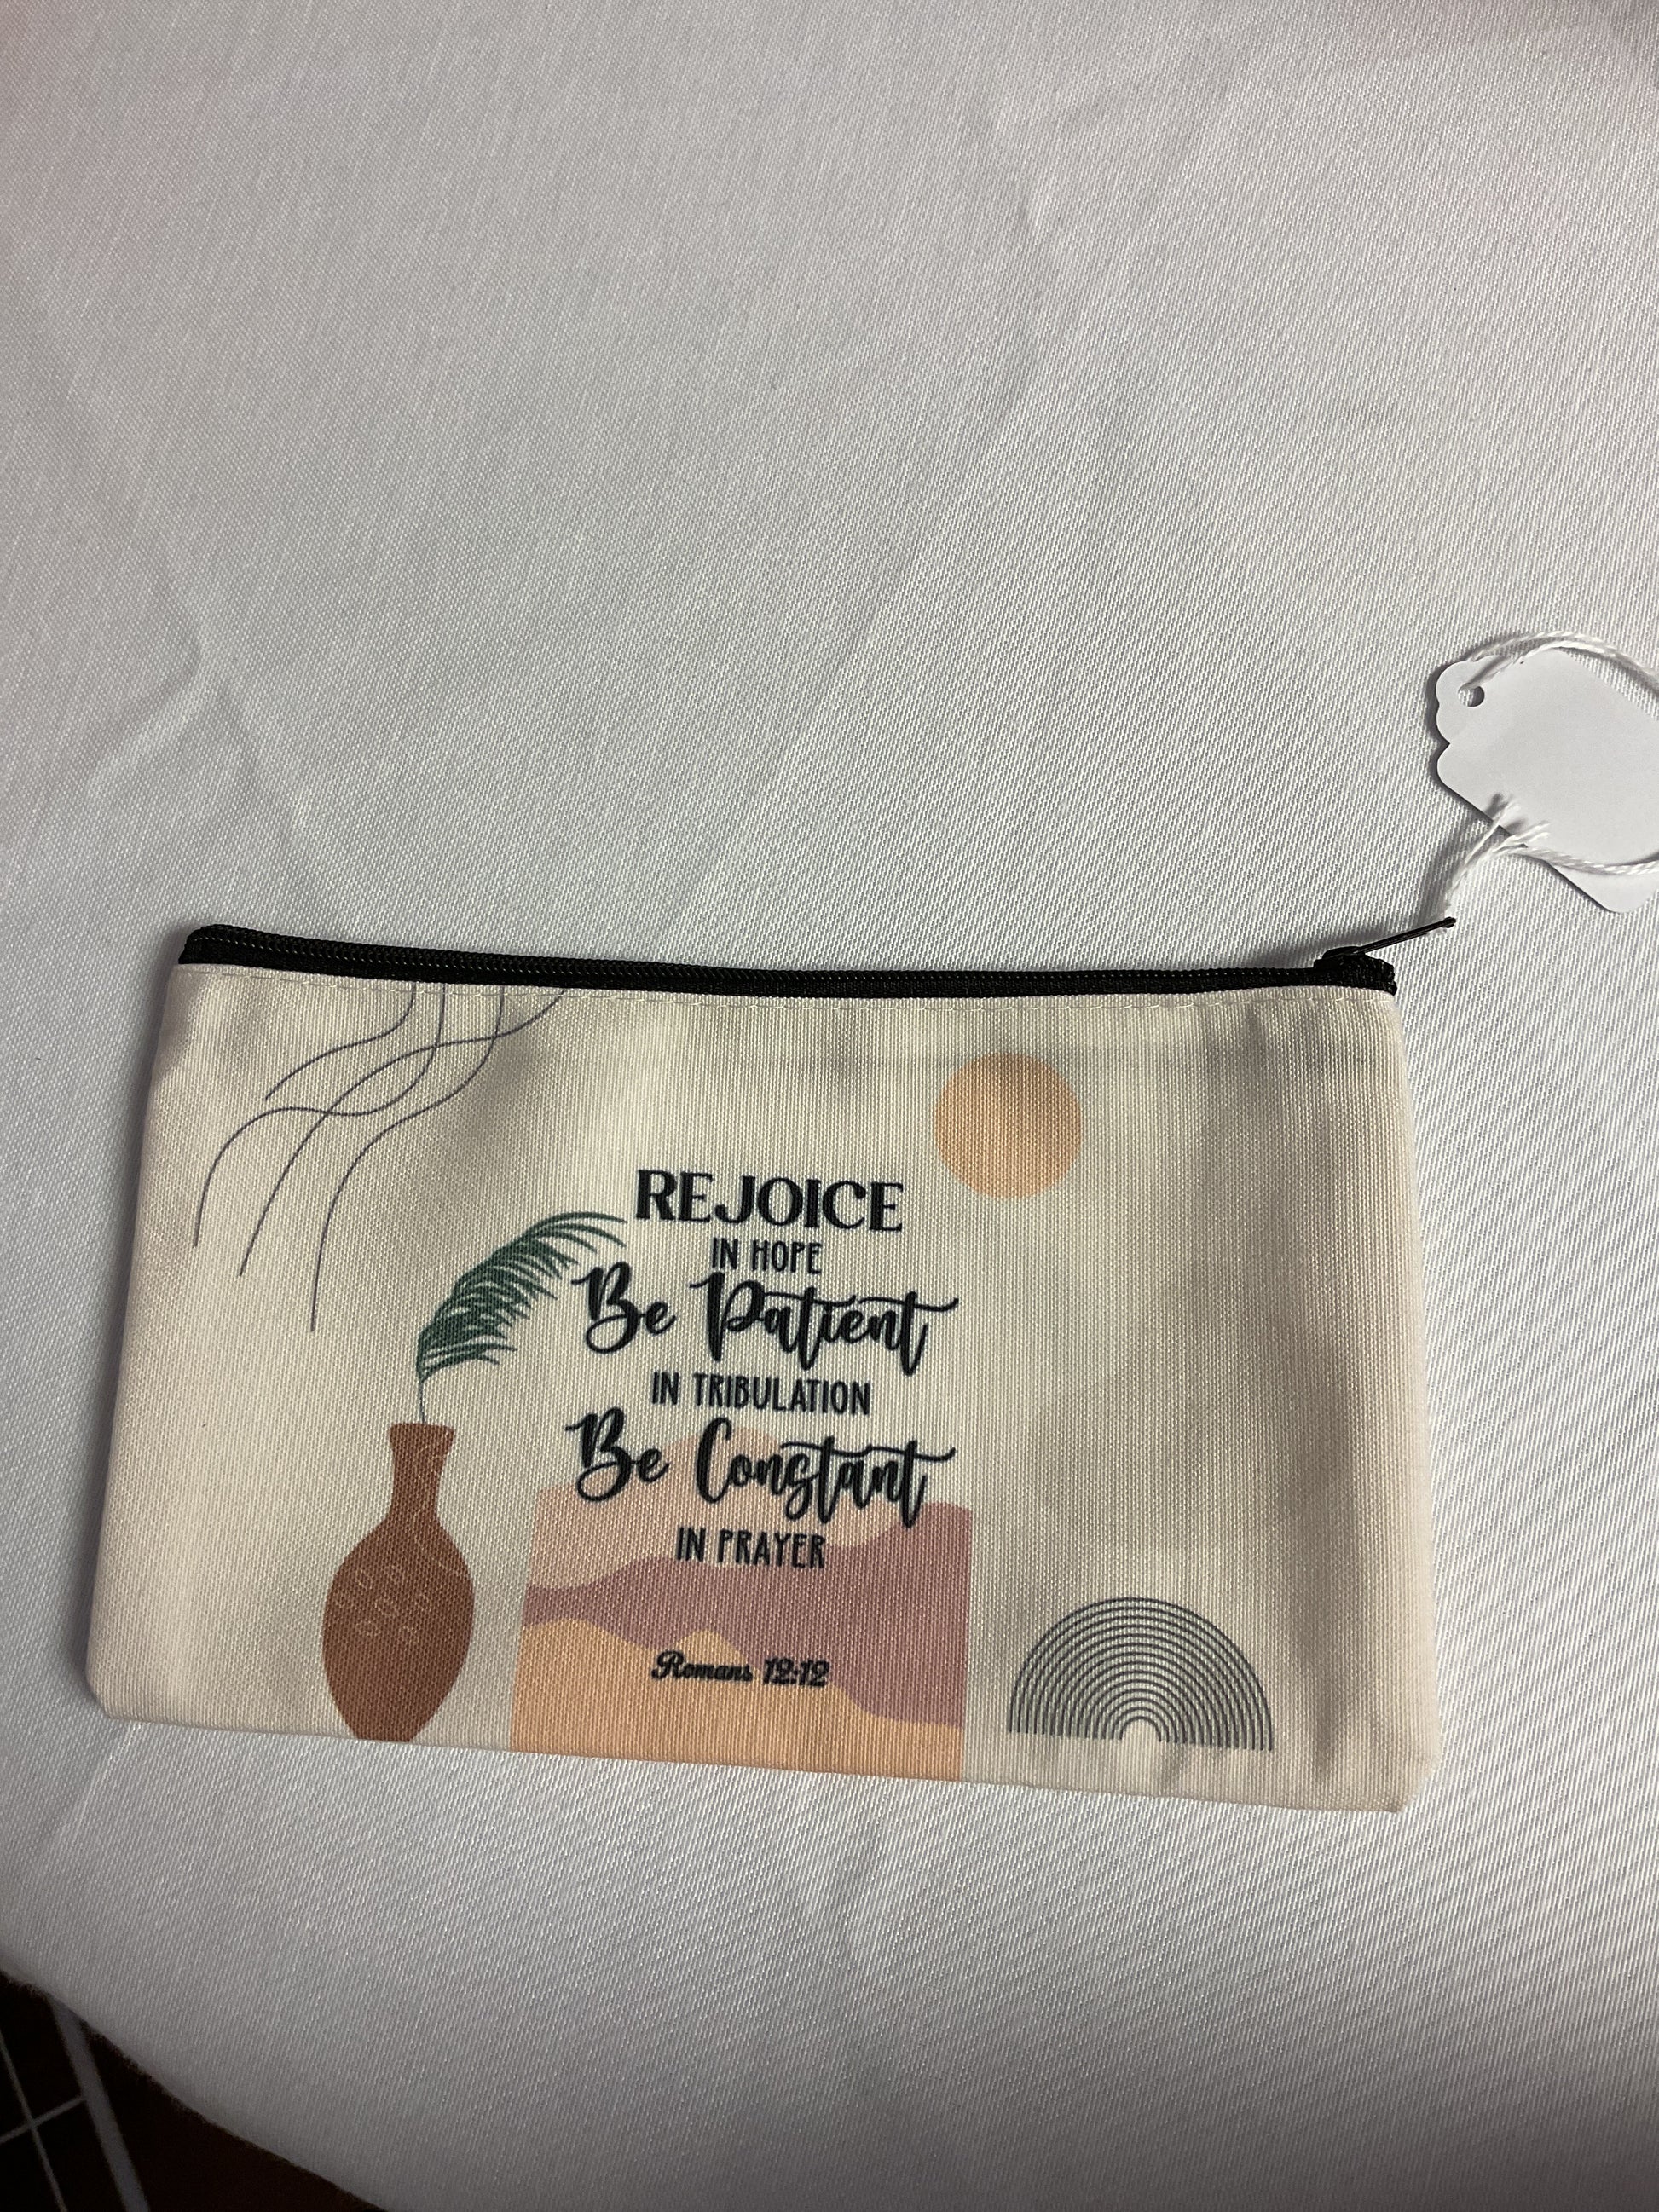 REJOICE
IN HOPE
Be Patient
IN TRIBULATION
Be Constant
IN PRAYER
Romans 12:12